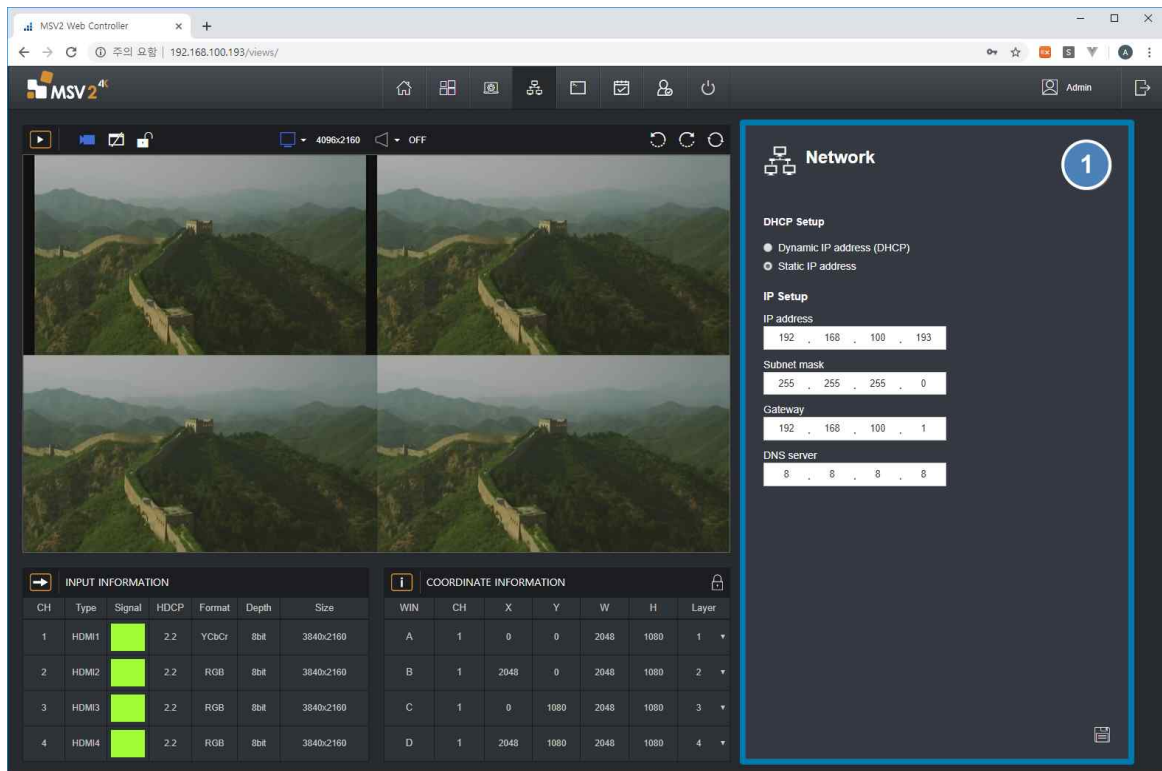 MSV2 Web Controller
주의 요함 | 192.168.100.193/views/
MSV2 4K
Admin
4096x2160 OFF
Network
1
DHCP Setup
Dynamic IP address (DHCP)
Static IP address
IP Setup
IP address
192 . 168 . 100 . 193
Subnet mask
255 . 255 . 255 . 0
Gateway
192 . 168 . 100 . 1
DNS server
8 . 8 . 8 . 8
INPUT INFORMATION
CH Type Signal HDCP Format Depth Size
1 HDMI1 2.2 YCbCr 8bit 3840x2160
2 HDMI2 2.2 RGB 8bit 3840x2160
3 HDMI3 2.2 RGB 8bit 3840x2160
4 HDMI4 2.2 RGB 8bit 3840x2160
COORDINATE INFORMATION
WIN CH X Y W H Layer
A 1 0 0 2048 1080 1
B 1 2048 0 2048 1080 2
C 1 0 1080 2048 1080 3
D 1 2048 1080 2048 1080 4